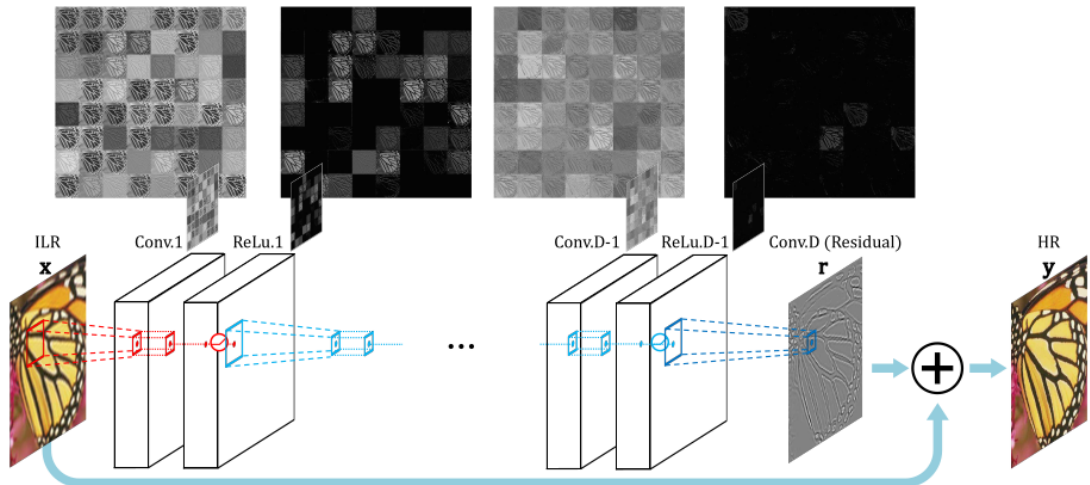 ILR
x
Conv.1
ReLu.1
...
Conv.D-1
ReLu.D-1
Conv.D (Residual)
r
HR
y